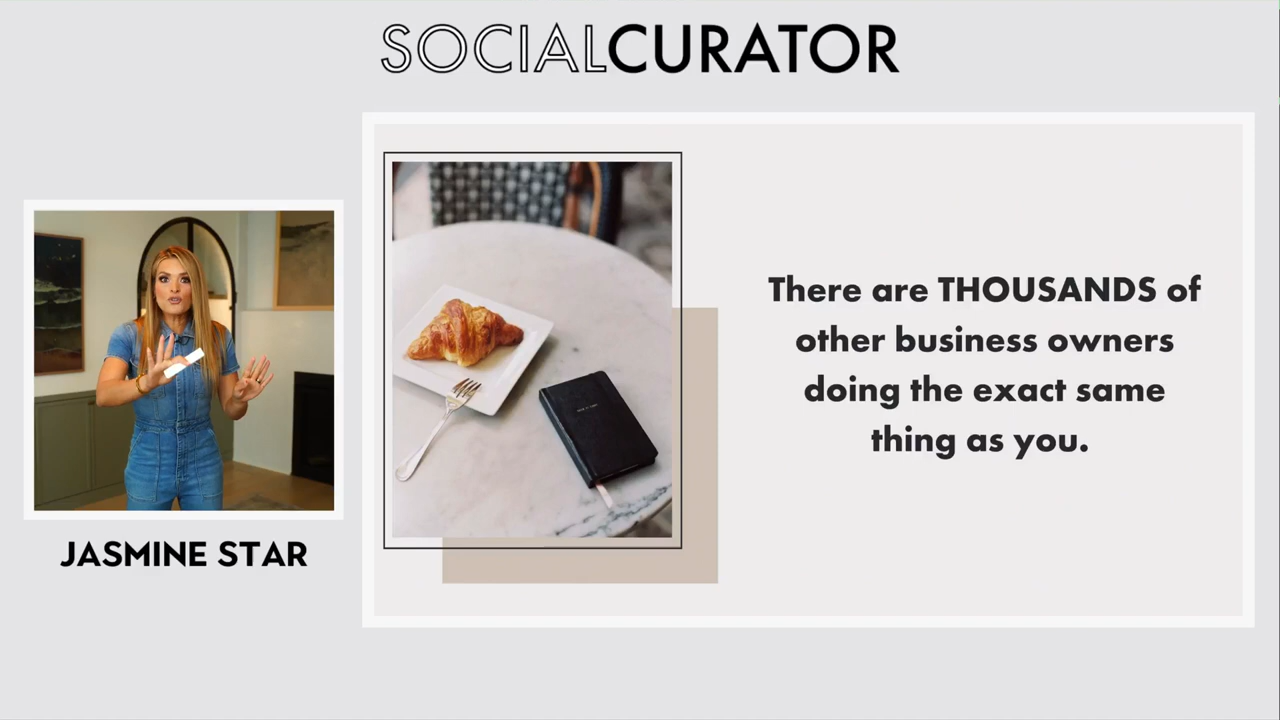 SOCIALCURATOR
There are THOUSANDS of
other business owners
doing the exact same
thing as you.
JASMINE STAR